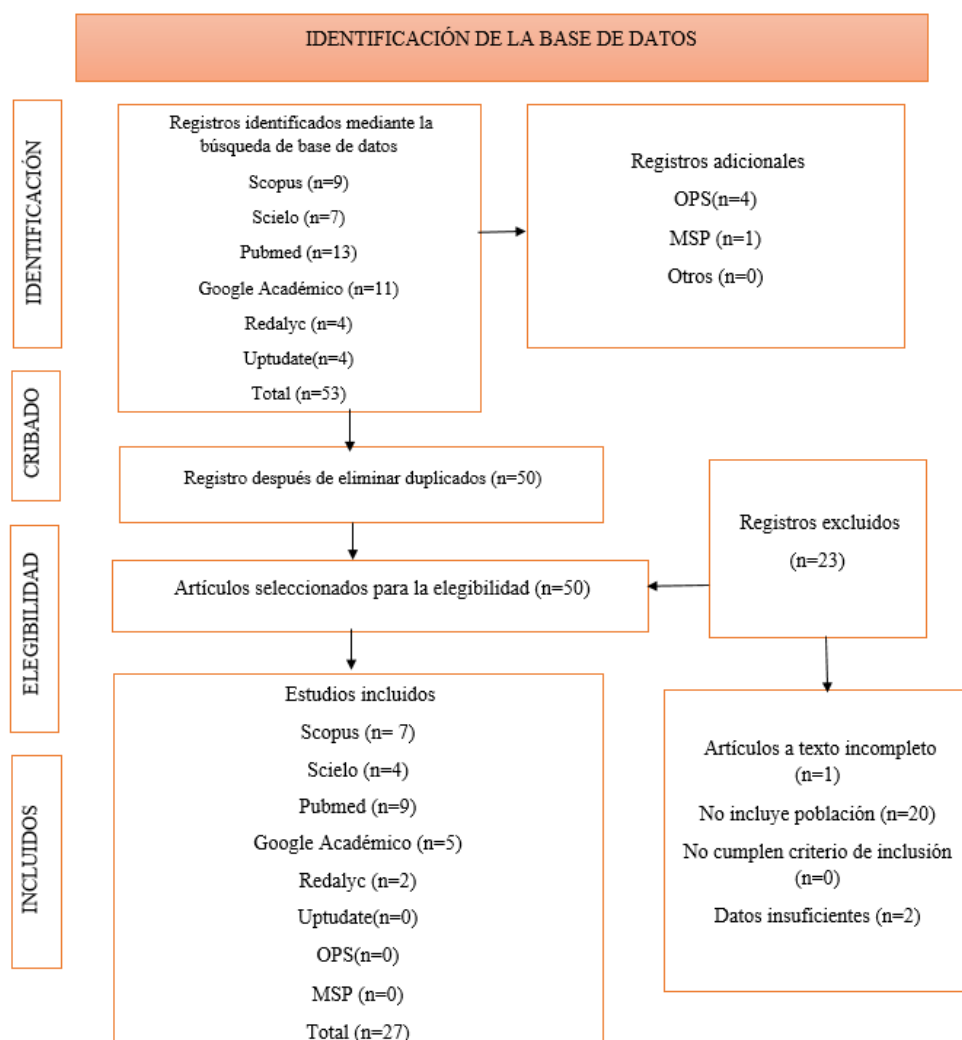 IDENTIFICACIÓN DE LA BASE DE DATOS
IDENTIFICACIÓN
Registros identificados mediante la
búsqueda de base de datos
Scopus (n=9)
Scielo (n=7)
Pubmed (n=13)
Google Académico (n=11)
Redalyc (n=4)
Uptudate(n=4)
Total (n=53)
Registros adicionales
OPS(n=4)
MSP (n=1)
Otros (n=0)
CRIBADO
Registro después de eliminar duplicados (n=50)
ELEGIBILIDAD
Artículos seleccionados para la elegibilidad (n=50)
Registros excluidos
(n=23)
Artículos a texto incompleto
(n=1)
No incluye población (n=20)
No cumplen criterio de inclusión
(n=0)
Datos insuficientes (n=2)
INCLUIDOS
Estudios incluidos
Scopus (n= 7)
Scielo (n=4)
Pubmed (n=9)
Google Académico (n=5)
Redalyc (n=2)
Uptudate(n=0)
OPS(n=0)
MSP (n=0)
Total (n=27)